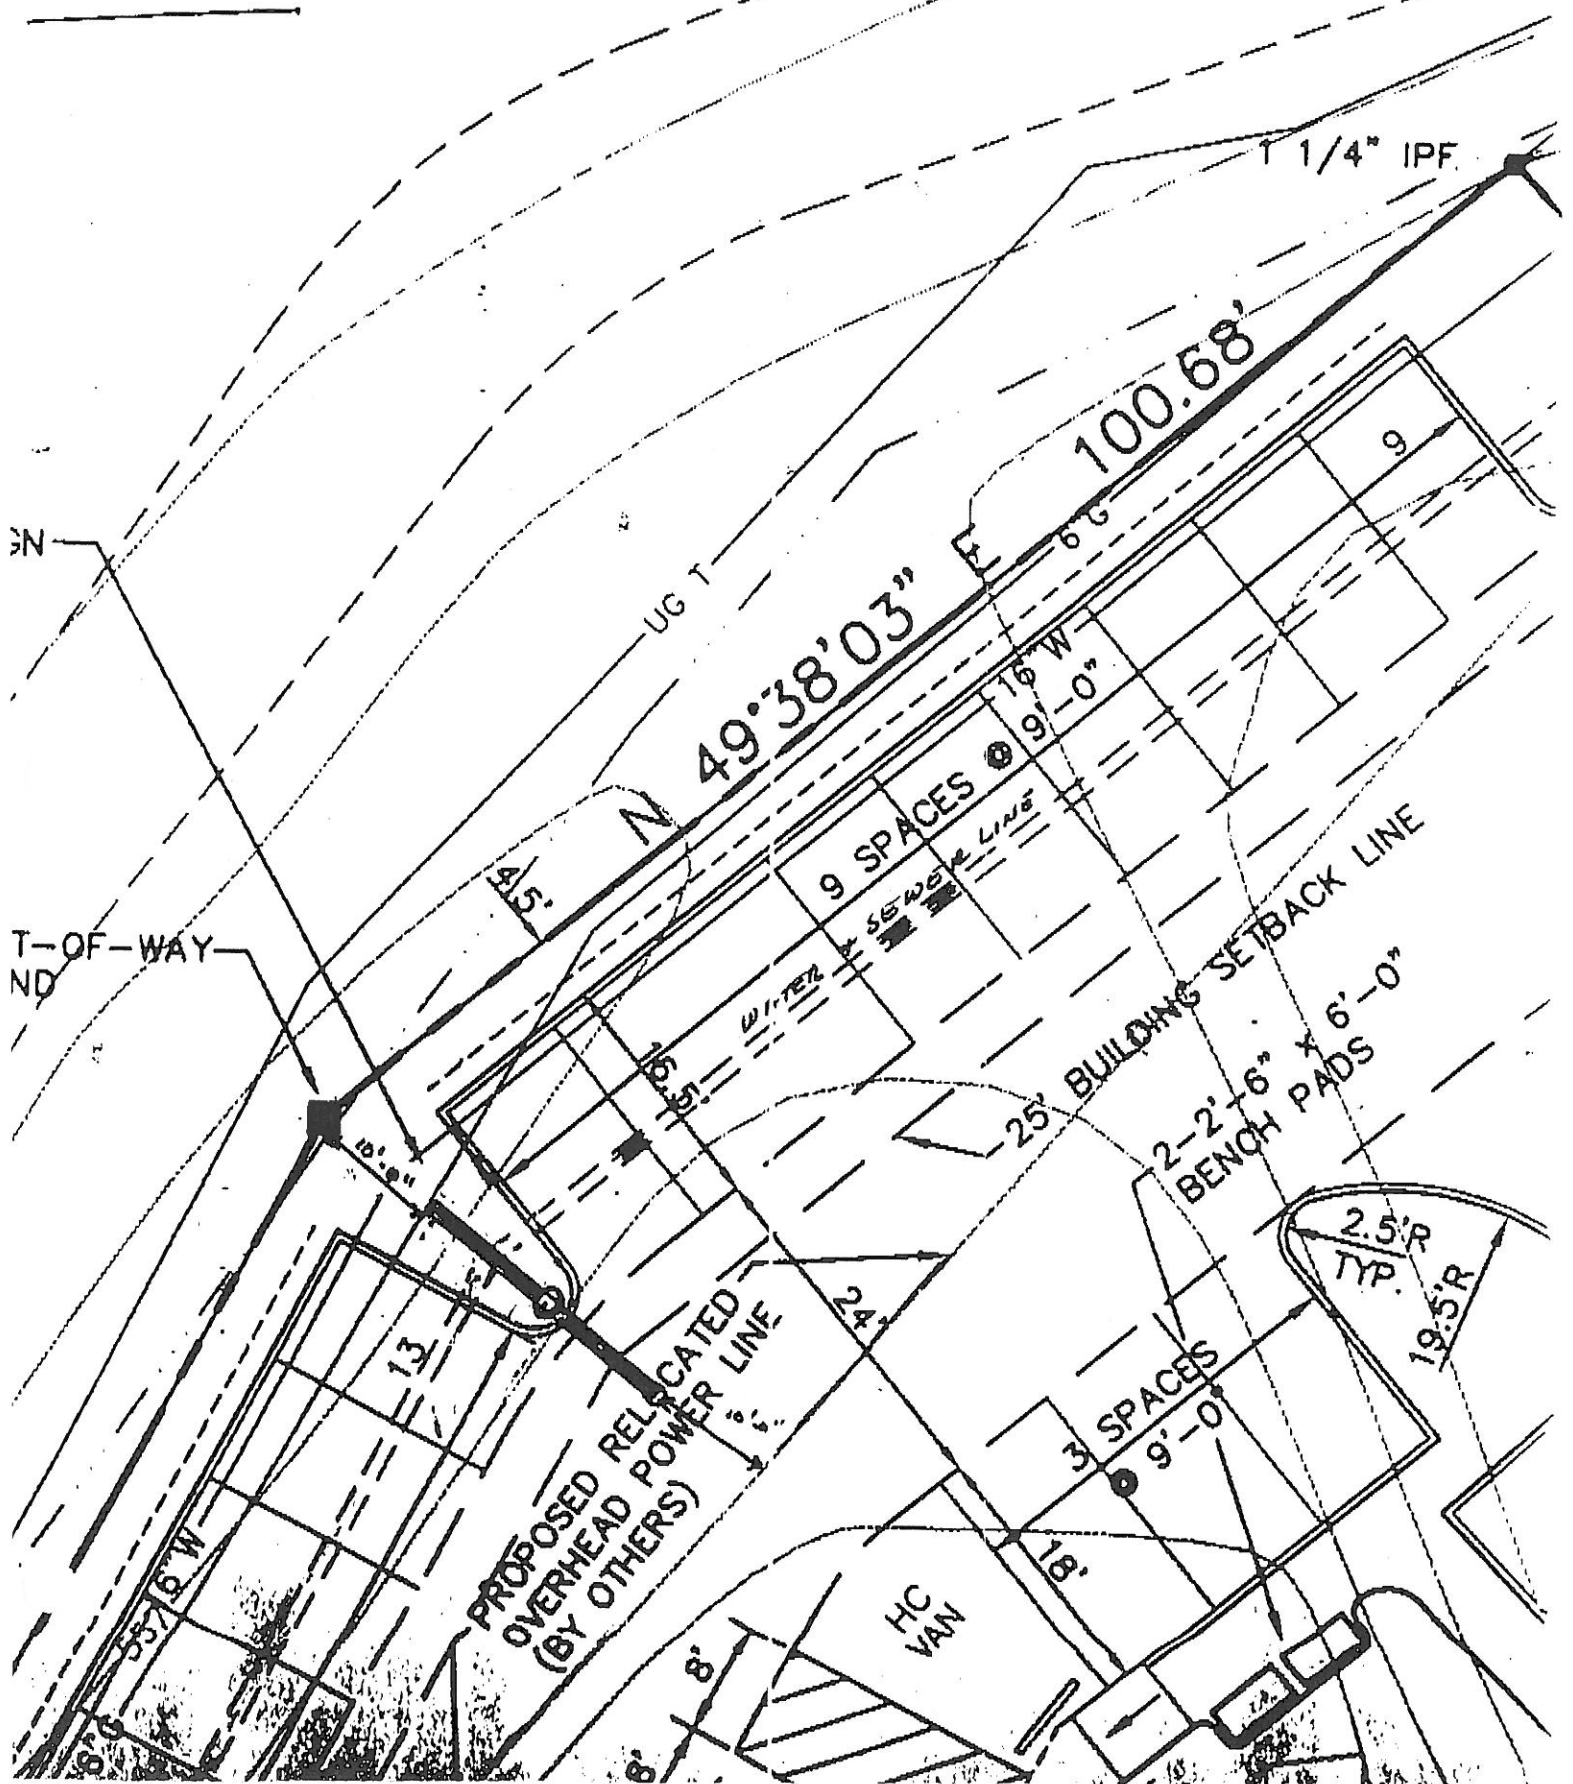 1 1/4" IPF
100.68'
9
GN
6"G
E
UG T
49°38'03"
N
16"W
9 SPACES @ 9'-0"
WATER & SEWER LINE
4.5'
T-OF-WAY
ND
25' BUILDING SETBACK LINE
16.5'
2-2'-6" x 6'-0"
BENCH PADS
10'-0"
2.5'R
TYP.
19.5'R
24'
13
PROPOSED RELOCATED
OVERHEAD POWER LINE
(BY OTHERS)
3 SPACES
@ 9'-0"
18'
6"W
HC
VAN
8'
8'